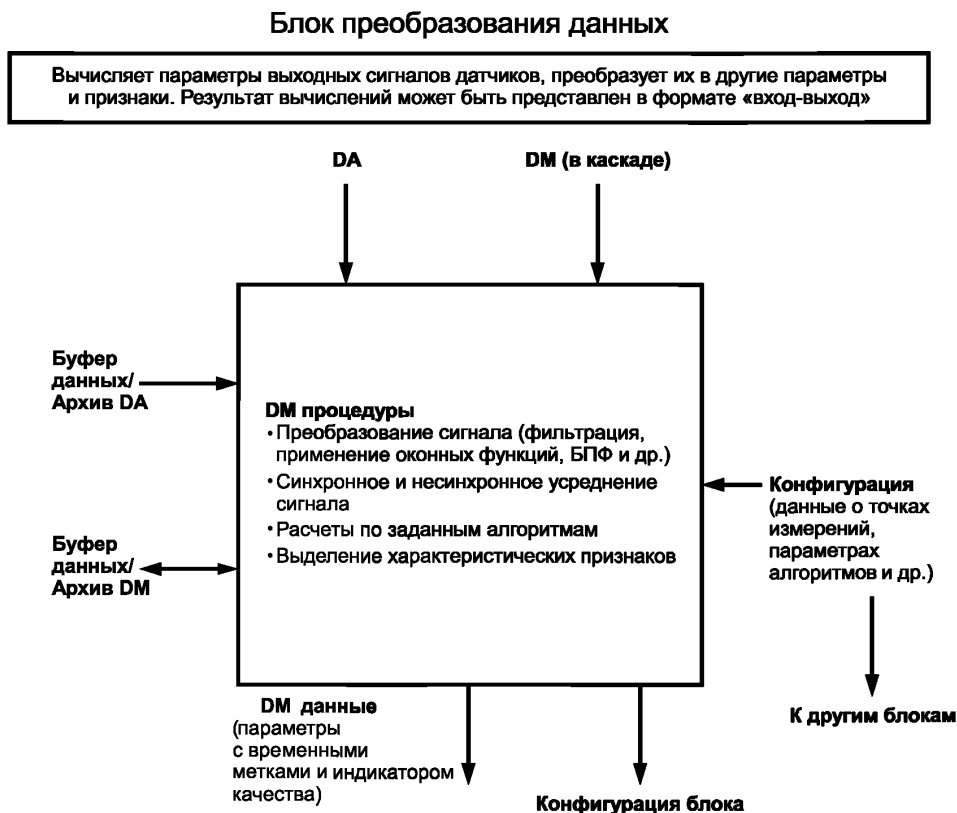 Блок преобразования данных
Вычисляет параметры выходных сигналов датчиков, преобразует их в другие параметры
и признаки. Результат вычислений может быть представлен в формате «вход-выход»
DA
DM (в каскаде)
Буфер
данных/
Архив DA
DM процедуры
• Преобразование сигнала (фильтрация,
применение оконных функций, БПФ и др.)
• Синхронное и несинхронное усреднение
сигнала
• Расчеты по заданным алгоритмам
• Выделение характеристических признаков
Конфигурация
(данные о точках
измерений,
параметрах
алгоритмов и др.)
Буфер
данных/
Архив DM
К другим блокам
DM данные
(параметры
с временными
метками и индикатором
качества)
Конфигурация блока